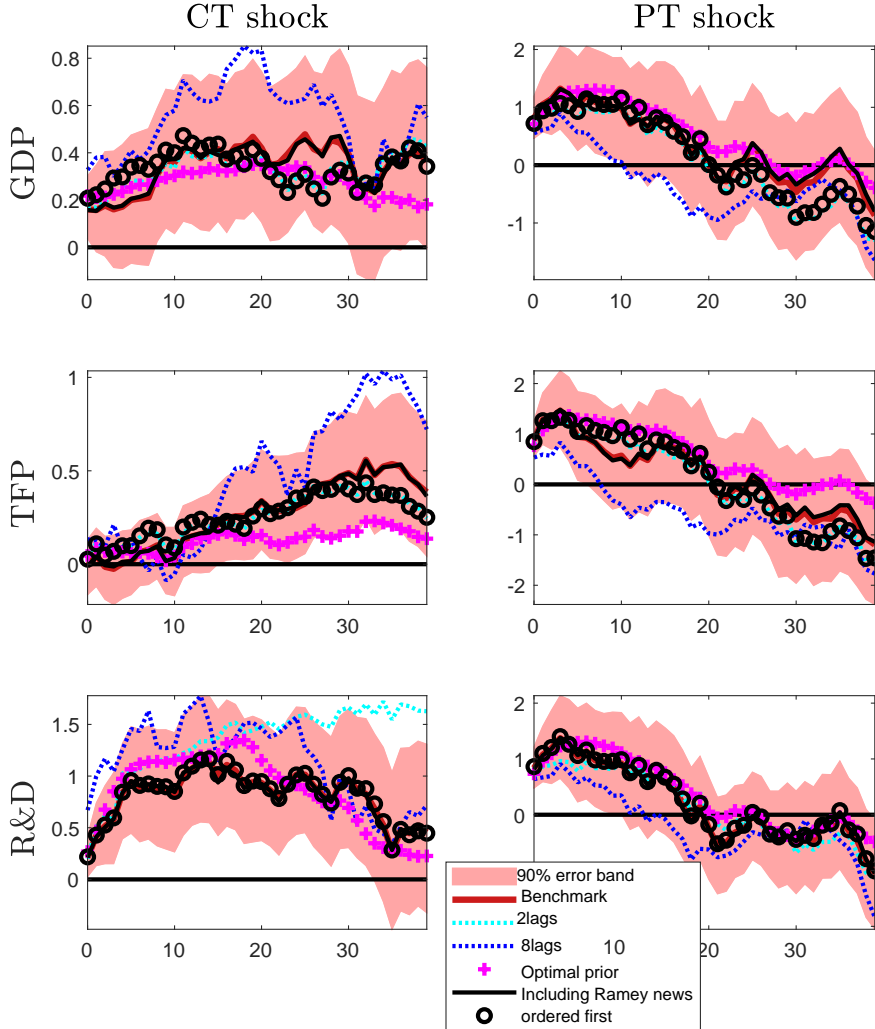 CT shock PT shock
GDP
0.8
0.6
0.4
0.2
0
0 10 20 30
2
1
0
-1
0 10 20 30
TFP
1
0.5
0
0 10 20 30
2
1
0
-1
-2
0 10 20 30
R&D
1.5
1
0.5
0
0 10 20 30
2
1
0
10
90% error band
Benchmark
2lags
8lags
Optimal prior
Including Ramey news
ordered first